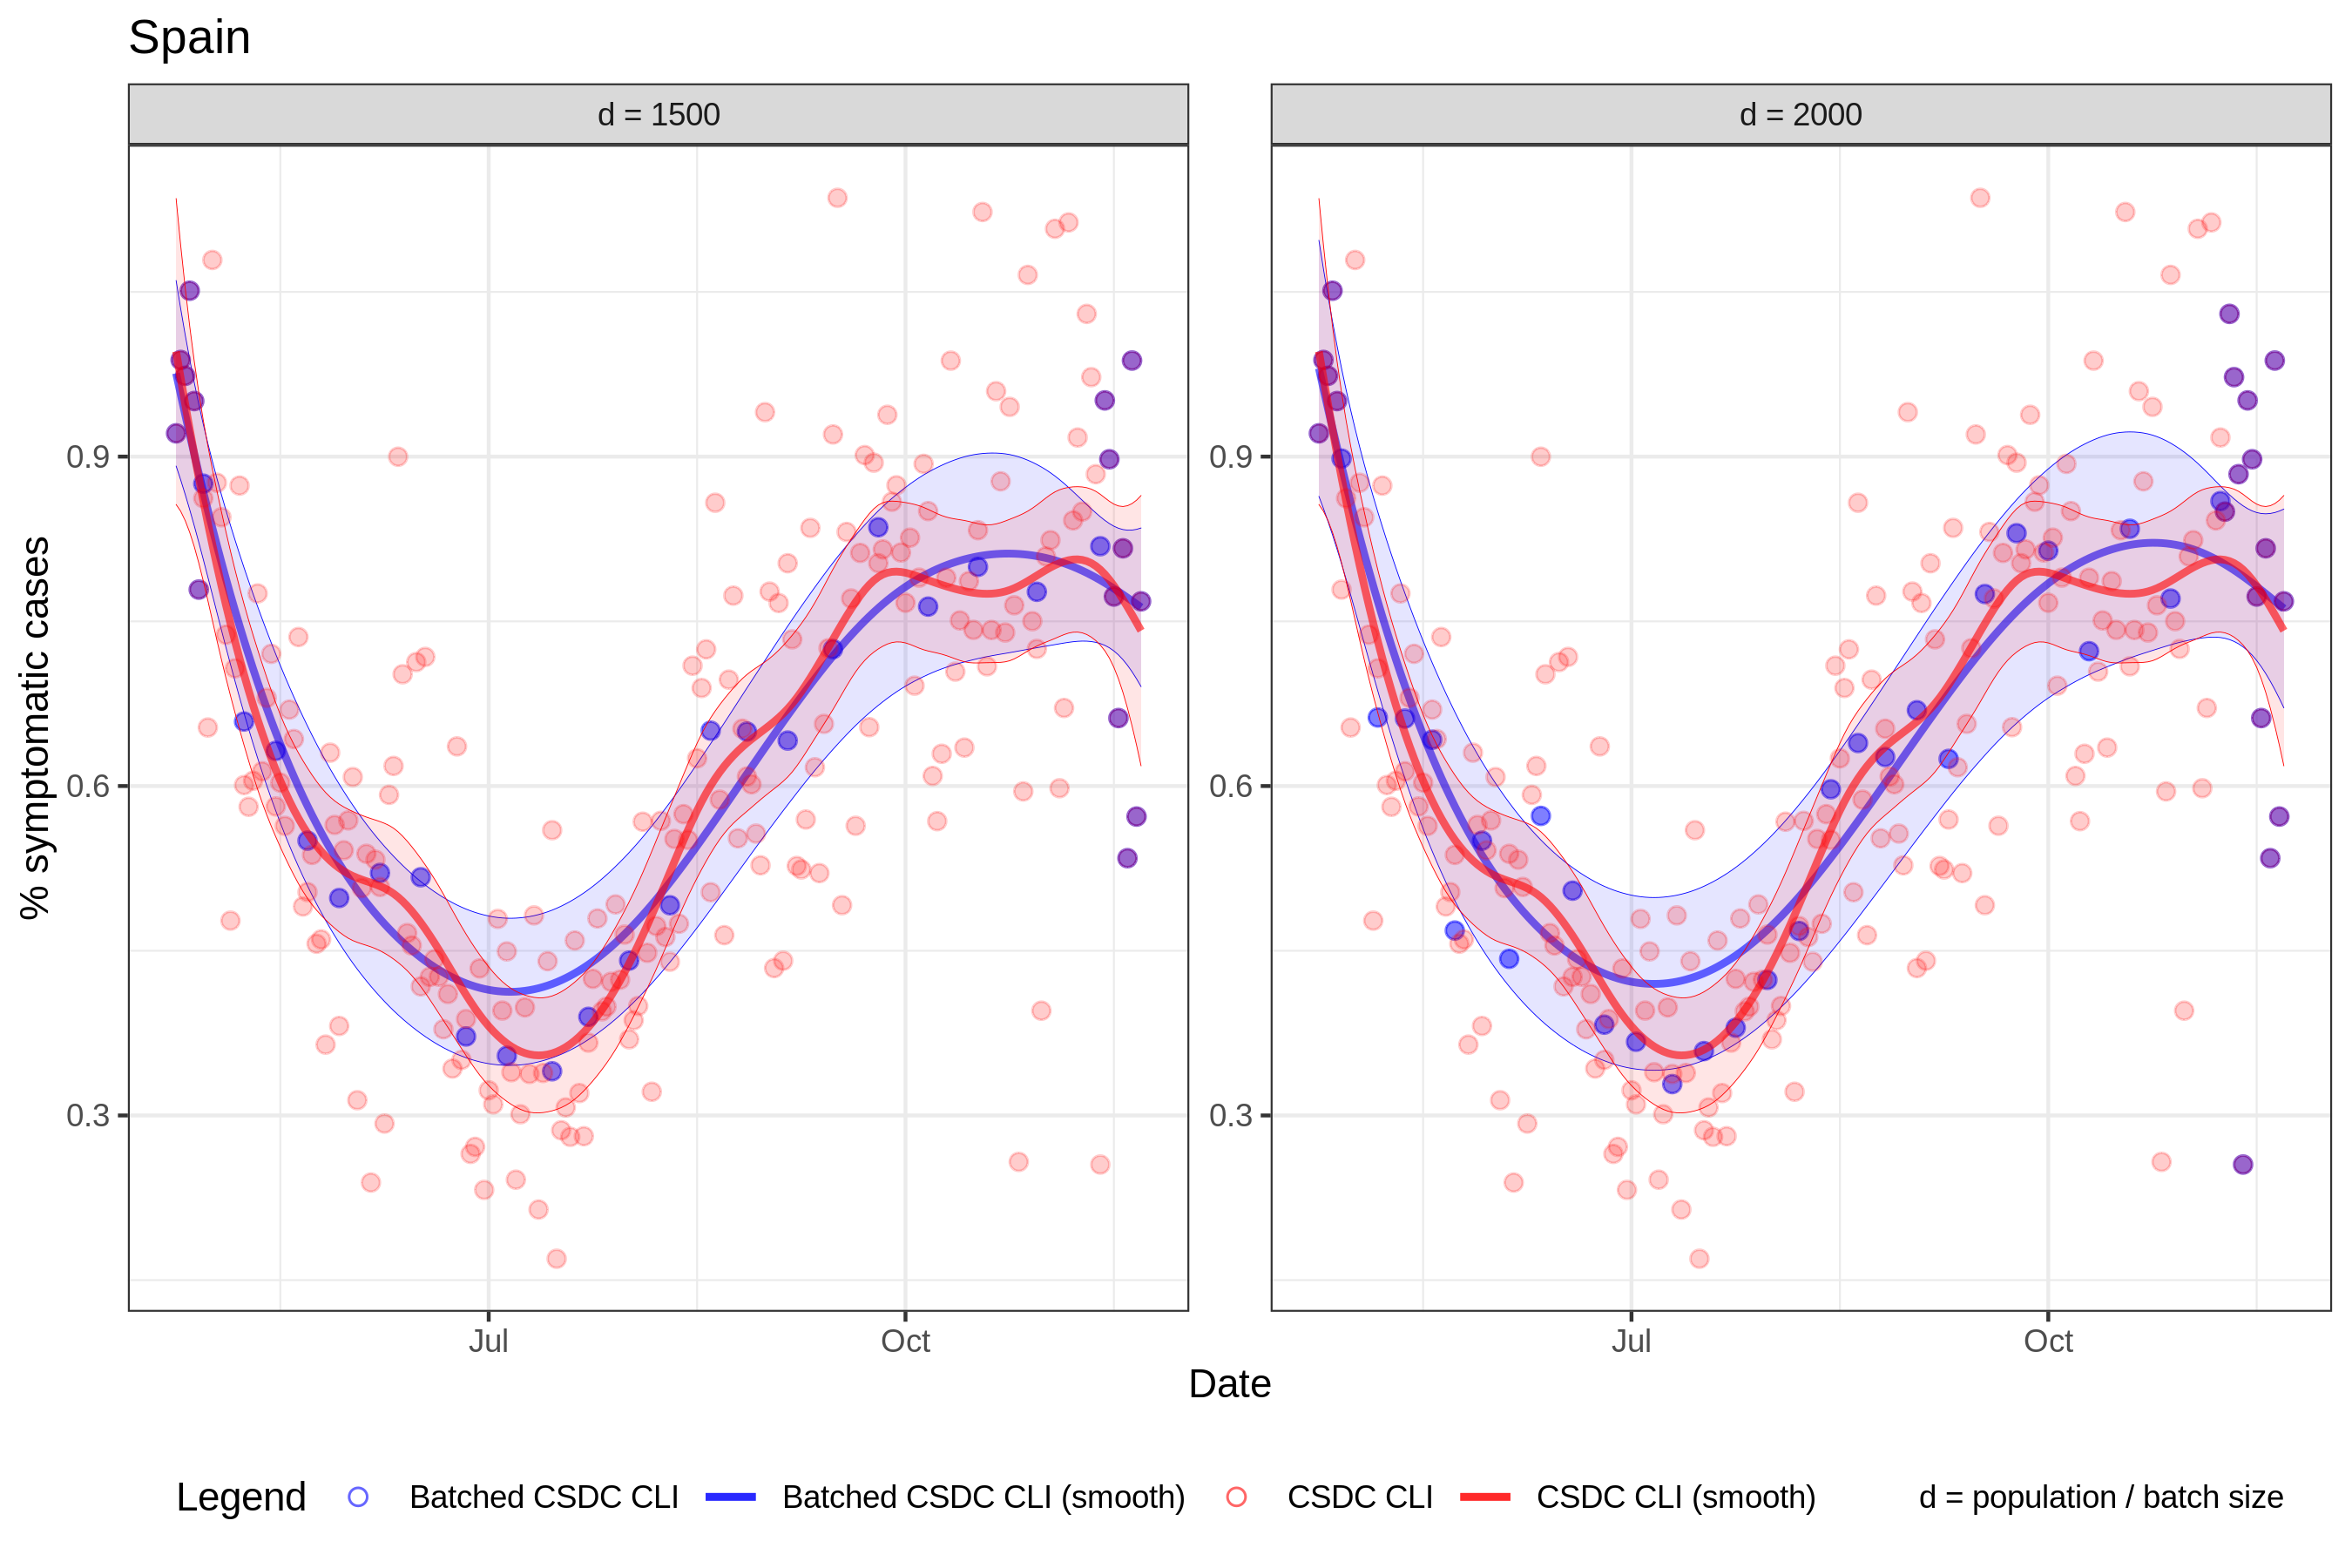 Spain
d = 1500
d = 2000
% symptomatic cases
0.9
0.6
0.3
0.9
0.6
0.3
Jul
Oct
Jul
Oct
Date
Legend
Batched CSDC CLI
Batched CSDC CLI (smooth)
CSDC CLI
CSDC CLI (smooth)
d = population / batch size